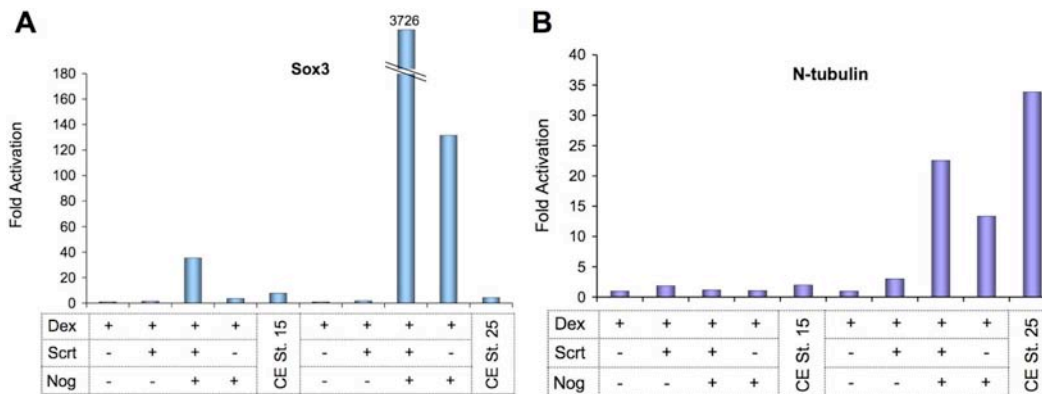 A
3726
Sox3
Fold Activation
180
160
140
120
100
80
60
40
20
0
Dex + + + + CE St. 15 + + + + CE St. 25
Scrt - + + - - + + -
Nog - - + + - - + +
B
N-tubulin
Fold Activation
40
35
30
25
20
15
10
5
0
Dex + + + + CE St. 15 + + + + CE St. 25
Scrt - + + - - + + -
Nog - - + + - - + +